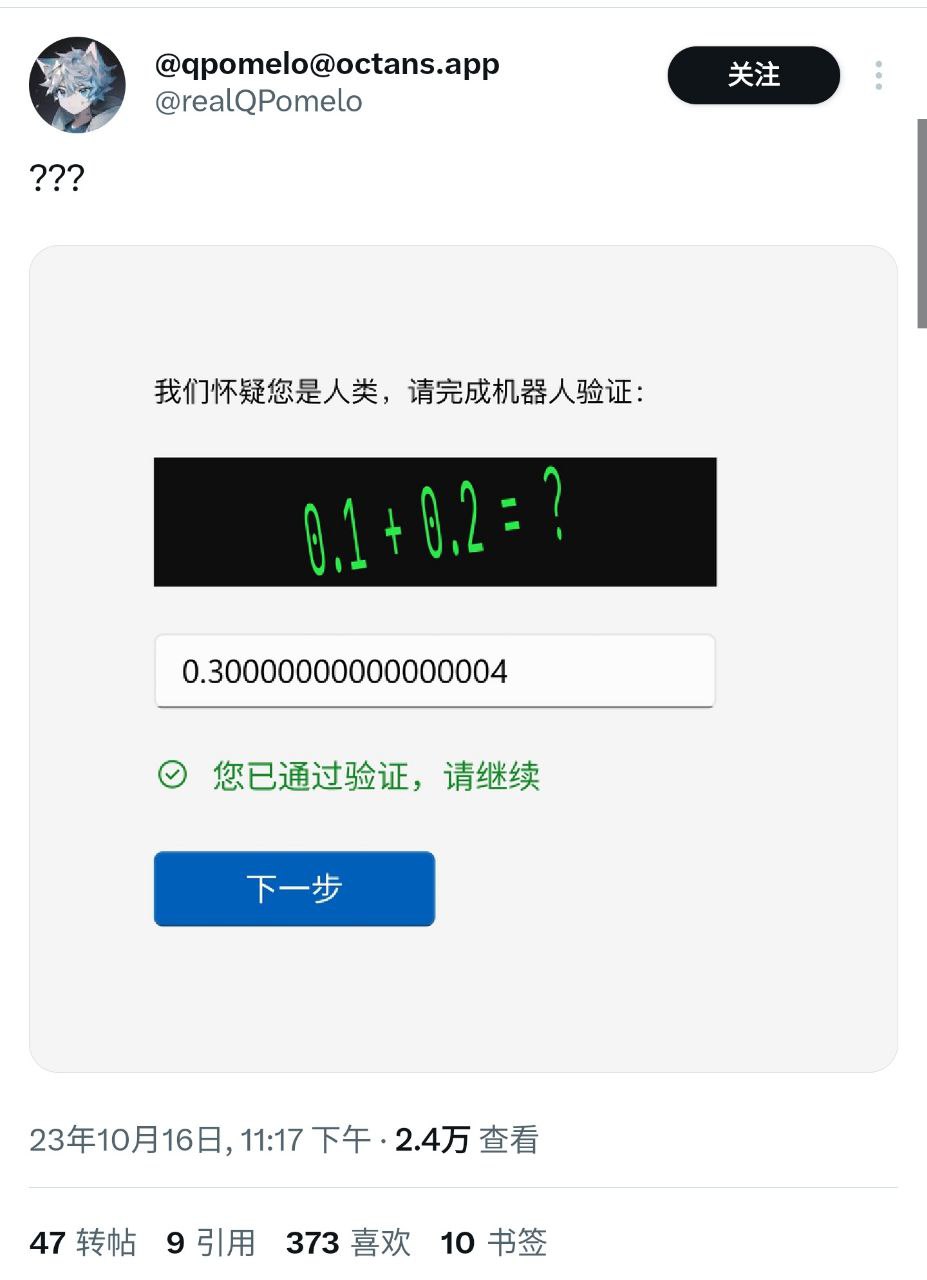 @qpomelo@octans.app
@realQPomelo
关注
???
我们怀疑您是人类，请完成机器人验证：
0.1 + 0.2 = ?
0.30000000000000004
您已通过验证，请继续
下一步
23年10月16日, 11:17 下午 · 2.4万 查看
47 转帖 9 引用 373 喜欢 10 书签